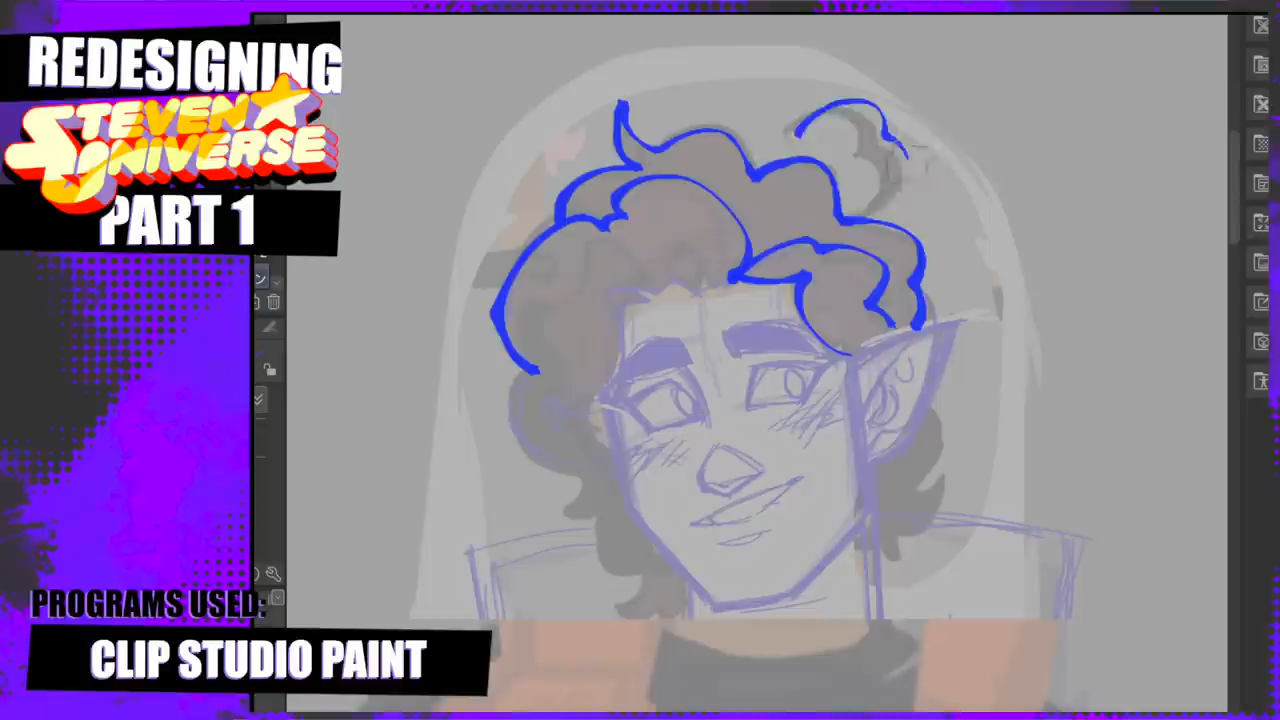 REDESIGNING
STEVEN
UNIVERSE
PART 1
PROGRAMS USED:
CLIP STUDIO PAINT